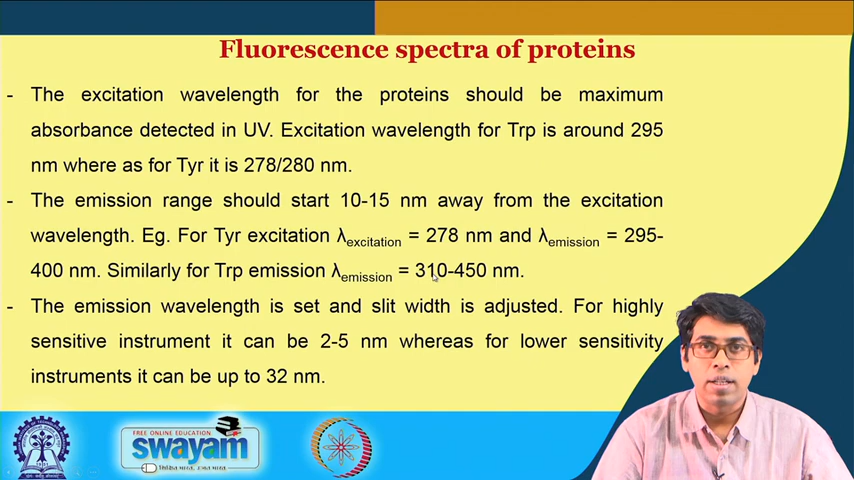 Fluorescence spectra of proteins
- The excitation wavelength for the proteins should be maximum
absorbance detected in UV. Excitation wavelength for Trp is around 295
nm where as for Tyr it is 278/280 nm.
- The emission range should start 10-15 nm away from the excitation
wavelength. Eg. For Tyr excitation λexcitation = 278 nm and λemission = 295-
400 nm. Similarly for Trp emission λemission = 310-450 nm.
- The emission wavelength is set and slit width is adjusted. For highly
sensitive instrument it can be 2-5 nm whereas for lower sensitivity
instruments it can be up to 32 nm.
FREE ONLINE EDUCATION
swayam
शिक्षित भारत, उन्नत भारत
1951